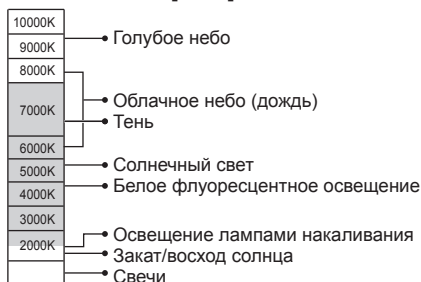 10000K
9000K
Голубое небо
8000K
7000K
Облачное небо (дождь)
Тень
6000K
5000K
Солнечный свет
4000K
Белое флуоресцентное освещение
3000K
2000K
Освещение лампами накаливания
Закат/восход солнца
Свечи